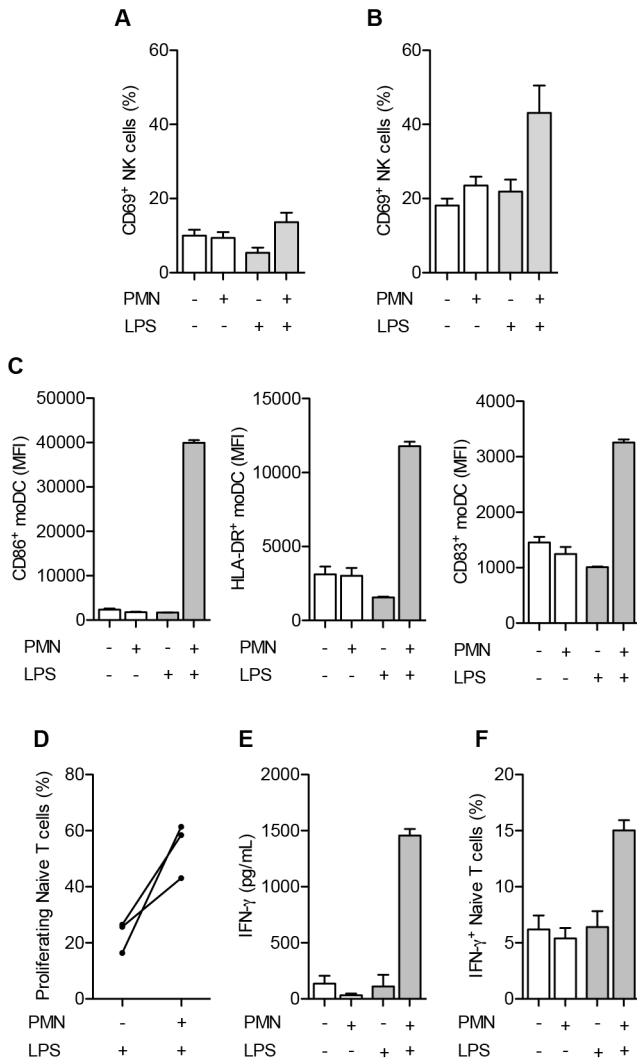 A
B
60
40
20
0
CD69+ NK cells (%)
60
40
20
0
CD69+ NK cells (%)
PMN - + - +
LPS - - + +
PMN - + - +
LPS - - + +
C
50000
40000
30000
20000
10000
0
CD86+ moDC (MFI)
15000
10000
5000
0
HLA-DR+ moDC (MFI)
4000
3000
2000
1000
0
CD83+ moDC (MFI)
PMN - + - +
LPS - - + +
PMN - + - +
LPS - - + +
PMN - + - +
LPS - - + +
D
E
F
80
60
40
20
0
Proliferating Naive T cells (%)
2000
1500
1000
500
0
IFN-γ (pg/mL)
20
15
10
5
0
IFN-γ+ Naive T cells (%)
PMN - +
LPS + +
PMN - + - +
LPS - - + +
PMN - + - +
LPS - - + +